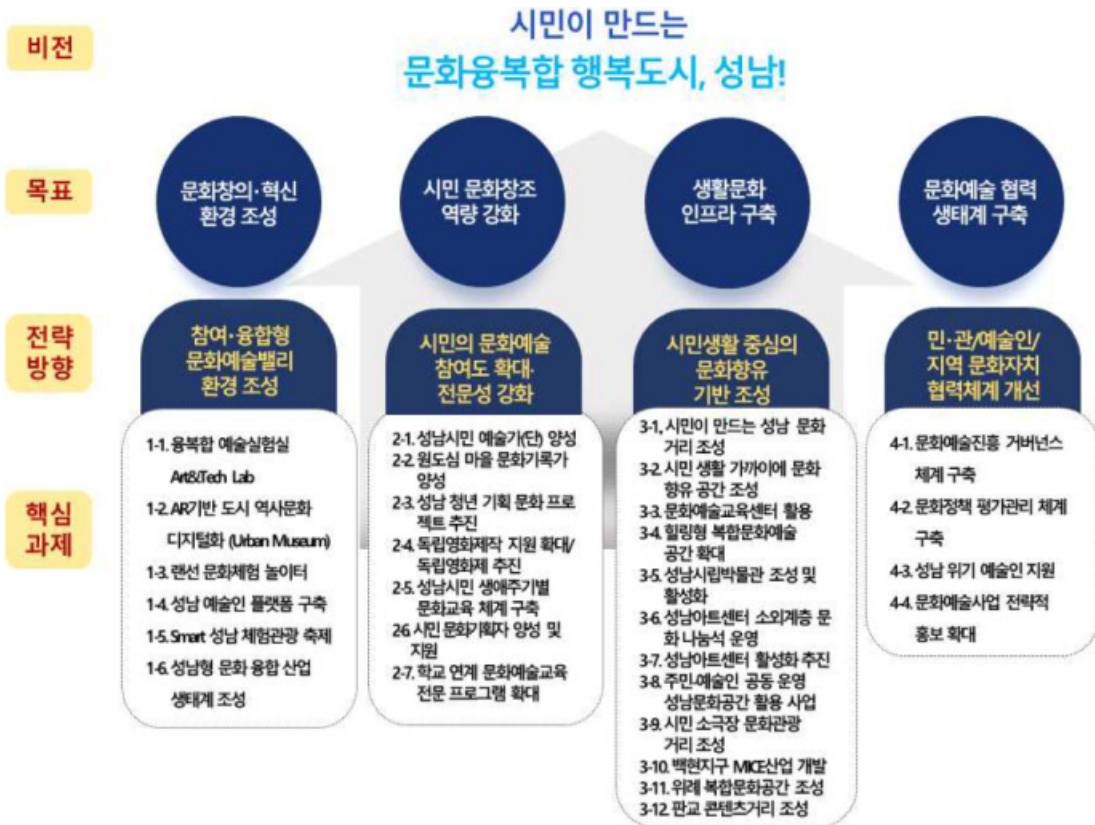 비전
시민이 만드는
문화융복합 행복도시, 성남!
목표
문화창의·혁신
환경 조성
시민 문화창조
역량 강화
생활문화
인프라 구축
문화예술 협력
생태계 구축
전략
방향
참여·융합형
문화예술밸리
환경 조성
시민의 문화예술
참여도 확대·
전문성 강화
시민생활 중심의
문화향유
기반 조성
민·관/예술인/
지역 문화자치
협력체계 개선
핵심
과제
1-1. 융복합 예술실험실
Art&Tech Lab
1-2. AR기반 도시 역사문화
디지털화 (Urban Museum)
1-3. 랜선 문화체험 놀이터
1-4. 성남 예술인 플랫폼 구축
1-5. Smart 성남 체험관광 축제
1-6. 성남형 문화 융합 산업
생태계 조성
2-1. 성남시민 예술가(단) 양성
2-2. 원도심 마을 문화기록가
양성
2-3. 성남 청년 기획 문화 프로
젝트 추진
2-4. 독립영화제작 지원 확대/
독립영화제 추진
2-5. 성남시민 생애주기별
문화교육 체계 구축
26. 시민 문화기획자 양성 및
지원
2-7. 학교 연계 문화예술교육
전문 프로그램 확대
3-1. 시민이 만드는 성남 문화
거리 조성
3-2. 시민 생활 가까이에 문화
향유 공간 조성
3-3. 문화예술교육센터 활용
3-4. 힐링형 복합문화예술
공간 확대
3-5. 성남시립박물관 조성 및
활성화
3-6. 성남아트센터 소외계층 문
화 나눔석 운영
3-7. 성남아트센터 활성화 추진
3-8. 주민-예술인 공동 운영
성남문화공간 활용 사업
3-9. 시민 소극장 문화관광
거리 조성
3-10. 백현지구 MICE산업 개발
3-11. 위례 복합문화공간 조성
3-12. 판교 콘텐츠거리 조성
4-1. 문화예술진흥 거버넌스
체계 구축
4-2. 문화정책 평가관리 체계
구축
4-3. 성남 위기 예술인 지원
4-4. 문화예술사업 전략적
홍보 확대